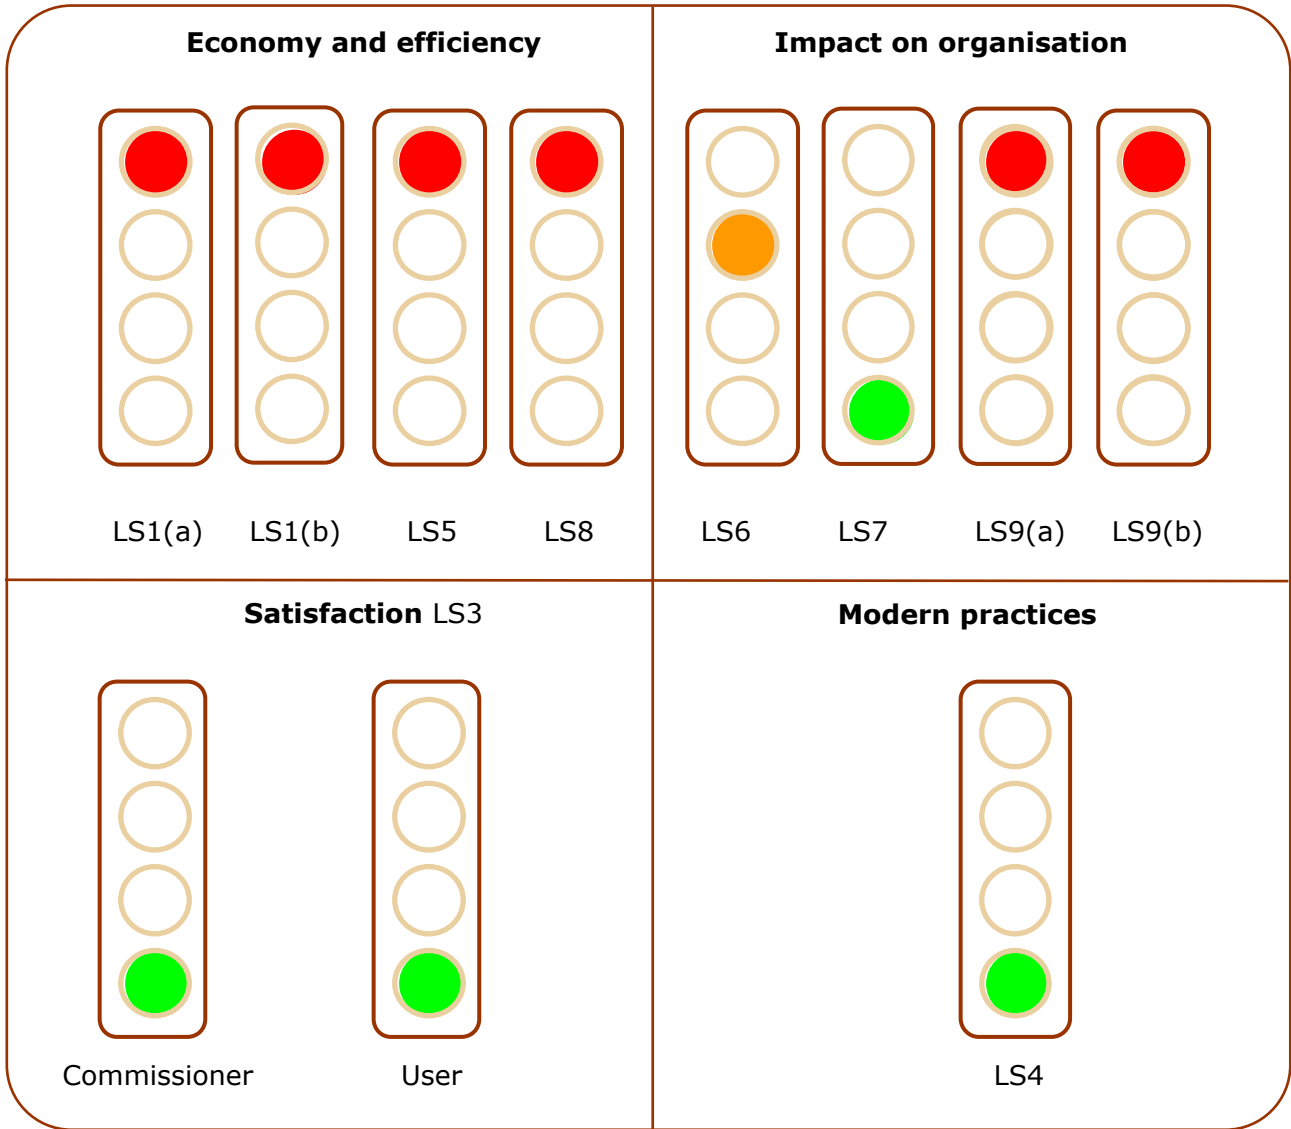 Economy and efficiency
LS1(a) LS1(b) LS5 LS8
Impact on organisation
LS6 LS7 LS9(a) LS9(b)
Satisfaction LS3
Commissioner User
Modern practices
LS4